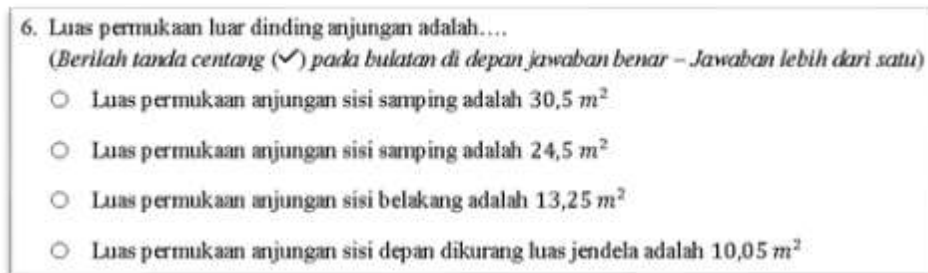 6. Luas permukaan luar dinding anjungan adalah….
(Berilah tanda centang (✓) pada bulatan di depan jawaban benar – Jawaban lebih dari satu)
○ Luas permukaan anjungan sisi samping adalah 30,5 m²
○ Luas permukaan anjungan sisi samping adalah 24,5 m²
○ Luas permukaan anjungan sisi belakang adalah 13,25 m²
○ Luas permukaan anjungan sisi depan dikurang luas jendela adalah 10,05 m²